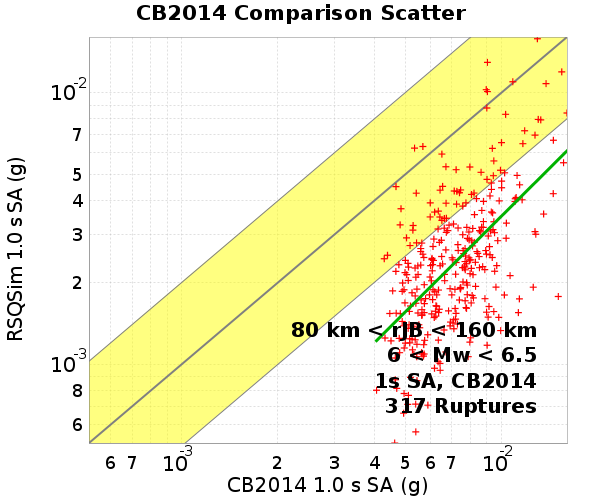 CB2014 Comparison Scatter
RSQSim 1.0 s SA (g)
10-2
7
5
4
3
2
10-3
8
6
80 km < rJB < 160 km
6 < Mw < 6.5
1s SA, CB2014
317 Ruptures
6 7 10-3 2 3 4 5 6 7 10-2
CB2014 1.0 s SA (g)